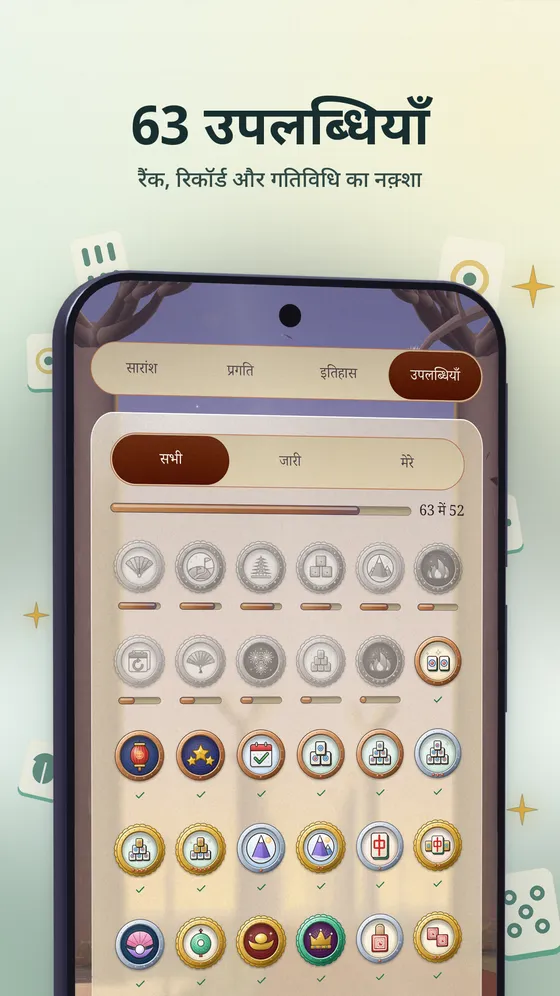 63 उपलब्धियाँ
रैंक, रिकॉर्ड और गतिविधि का नक़्शा
सारांश प्रगति इतिहास उपलब्धियाँ
सभी जारी मेरे
63 में 52